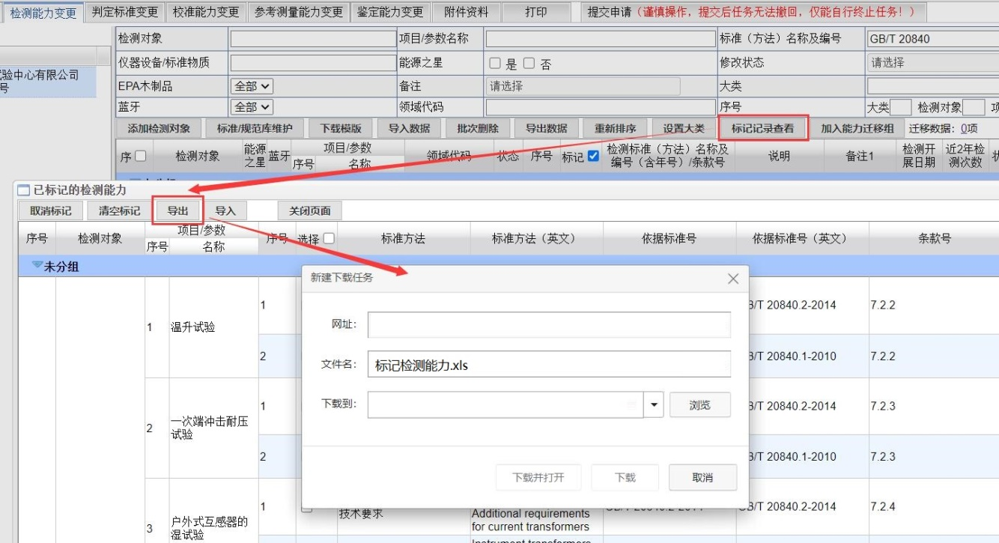 检测能力变更 判定标准变更 校准能力变更 参考测量能力变更 鉴定能力变更 附件资料 打印 提交申请（谨慎操作，提交后任务无法撤回，仅能自行终止任务！）
检测对象 项目/参数名称 标准（方法）名称及编号 GB/T 20840
仪器设备/标准物质 能源之星 是 否 修改状态 请选择
验中心有限公司
号
EPA木制品 全部 备注 请选择 大类
蓝牙 全部 领域代码 序号 大类 检测对象 项
添加检测对象 标准/规范库维护 下载模版 导入数据 批次删除 导出数据 重新排序 设置大类 标记记录查看 加入能力迁移组 迁移数据: 0项
序 检测对象 能源之星 蓝牙 项目/参数 序号 名称 领域代码 状态 序号 标记 检测标准（方法）名称及编号（含年号）/条款号 说明 备注1 检测开展日期 近2年检测次数
已标记的检测能力
取消标记 清空标记 导出 导入 关闭页面
序号 检测对象 项目/参数 序号 名称 序号 选择 标准方法 标准方法（英文） 依据标准号 依据标准号（英文） 条款号
未分组
新建下载任务
网址:
文件名: 标记检测能力.xls
下载到: 浏览
下载并打开 下载 取消
1 温升试验
1 B/T 20840.2-2014 7.2.2
2 B/T 20840.1-2010 7.2.2
2 一次端冲击耐压试验
1 B/T 20840.2-2014 7.2.3
2 B/T 20840.1-2010 7.2.3
3 户外式互感器的湿试验
1 技术要求 Additional requirements for current transformers B/T 20840.2-2014 7.2.4